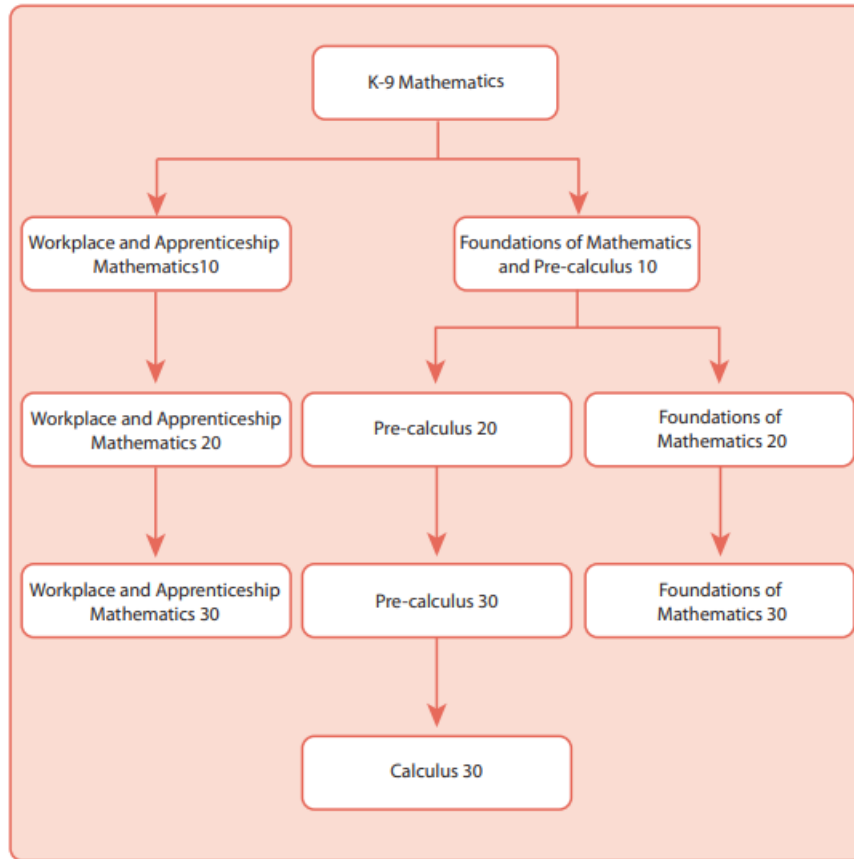 K-9 Mathematics
Workplace and Apprenticeship
Mathematics10
Foundations of Mathematics
and Pre-calculus 10
Workplace and Apprenticeship
Mathematics 20
Pre-calculus 20
Foundations of
Mathematics 20
Workplace and Apprenticeship
Mathematics 30
Pre-calculus 30
Foundations of
Mathematics 30
Calculus 30